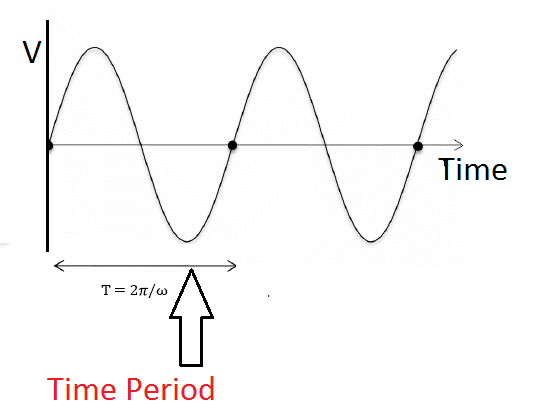 V
Time
T = 2π/ω
Time Period